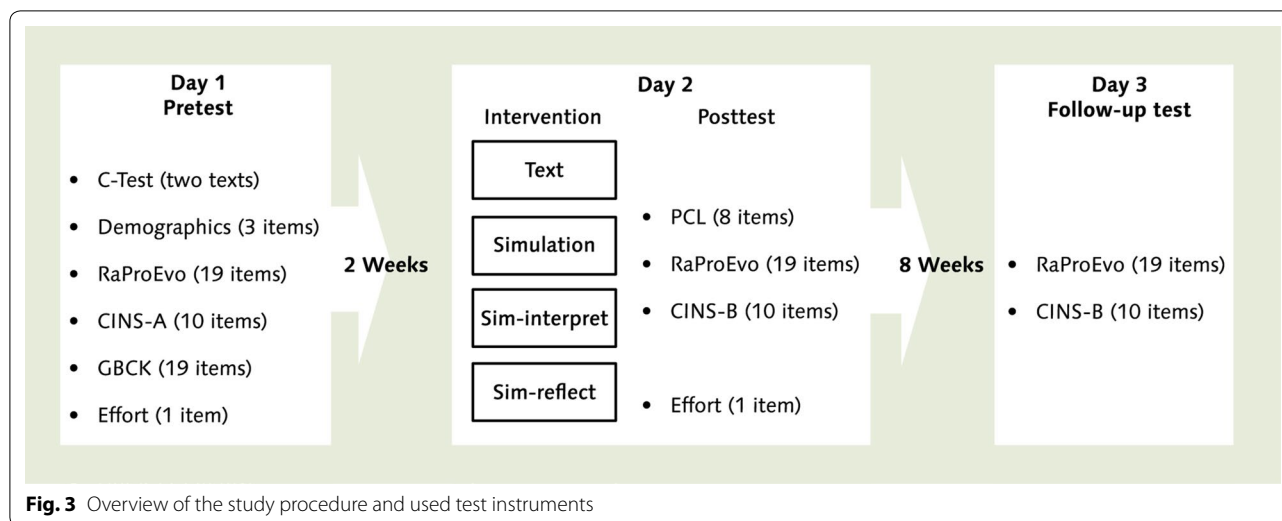 Day 1
Pretest
• C-Test (two texts)
• Demographics (3 items)
• RaProEvo (19 items)
• CINS-A (10 items)
• GBCK (19 items)
• Effort (1 item)
2 Weeks
Day 2
Intervention
Text
Simulation
Sim-interpret
Sim-reflect
Posttest
• PCL (8 items)
• RaProEvo (19 items)
• CINS-B (10 items)
• Effort (1 item)
8 Weeks
Day 3
Follow-up test
• RaProEvo (19 items)
• CINS-B (10 items)
Fig. 3 Overview of the study procedure and used test instruments